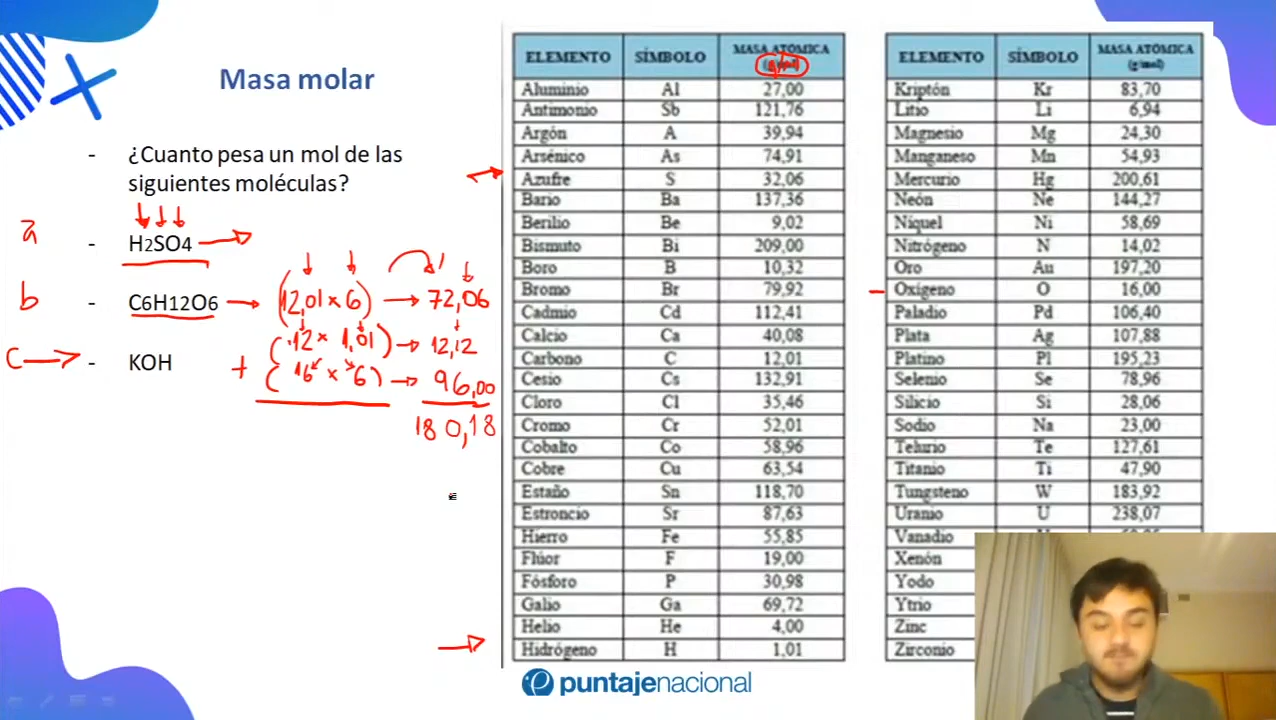 Masa molar
- ¿Cuanto pesa un mol de las
siguientes moléculas?
a
- H2SO4
b
- C6H12O6
(12,01 x 6) → 72,06
(12 x 1,01) → 12,12
C
- KOH
+ (16 x 6) → 96,00
180,18
ELEMENTO SÍMBOLO MASA ATÓMICA
Aluminio Al 27,00
Antimonio Sb 121,76
Argón A 39,94
Arsénico As 74,91
Azufre S 32,06
Bario Ba 137,36
Berilio Be 9,02
Bismuto Bi 209,00
Boro B 10,32
Bromo Br 79,92
Cadmio Cd 112,41
Calcio Ca 40,08
Carbono C 12,01
Cesio Cs 132,91
Cloro Cl 35,46
Cromo Cr 52,01
Cobalto Co 58,96
Cobre Cu 63,54
Estaño Sn 118,70
Estroncio Sr 87,63
Hierro Fe 55,85
Flúor F 19,00
Fósforo P 30,98
Galio Ga 69,72
Helio He 4,00
Hidrógeno H 1,01
ELEMENTO SÍMBOLO MASA ATÓMICA
(g/mol)
Kriptón Kr 83,70
Litio Li 6,94
Magnesio Mg 24,30
Manganeso Mn 54,93
Mercurio Hg 200,61
Neón Ne 144,27
Níquel Ni 58,69
Nitrógeno N 14,02
Oro Au 197,20
Oxígeno O 16,00
Paladio Pd 106,40
Plata Ag 107,88
Platino Pl 195,23
Selenio Se 78,96
Silicio Si 28,06
Sodio Na 23,00
Telurio Te 127,61
Titanio Ti 47,90
Tungsteno W 183,92
Uranio U 238,07
Vanadio
Xenón
Yodo
Ytrio
Zinc
Zirconio
puntajenacional